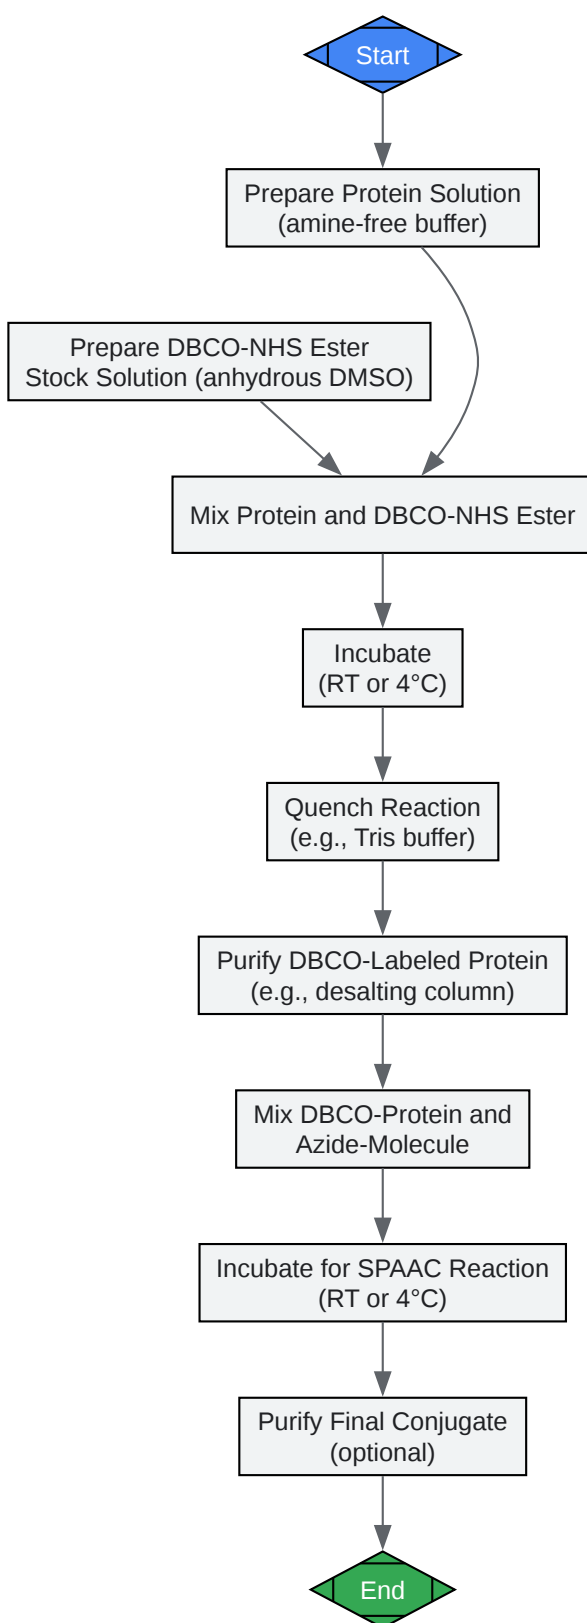 Start
Prepare Protein Solution
(amine-free buffer)
Prepare DBCO-NHS Ester
Stock Solution (anhydrous DMSO)
Mix Protein and DBCO-NHS Ester
Incubate
(RT or 4°C)
Quench Reaction
(e.g., Tris buffer)
Purify DBCO-Labeled Protein
(e.g., desalting column)
Mix DBCO-Protein and
Azide-Molecule
Incubate for SPAAC Reaction
(RT or 4°C)
Purify Final Conjugate
(optional)
End